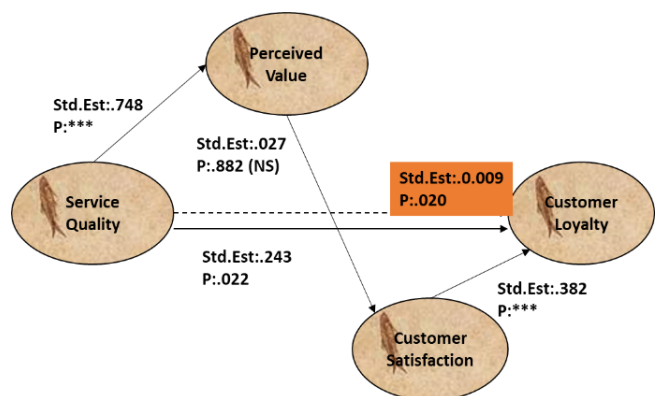 Perceived
Value
Std.Est:.748
P:***
Std.Est:.027
P:.882 (NS)
Std.Est:.0.009
P:.020
Service
Quality
Customer
Loyalty
Std.Est:.243
P:.022
Std.Est:.382
P:***
Customer
Satisfaction